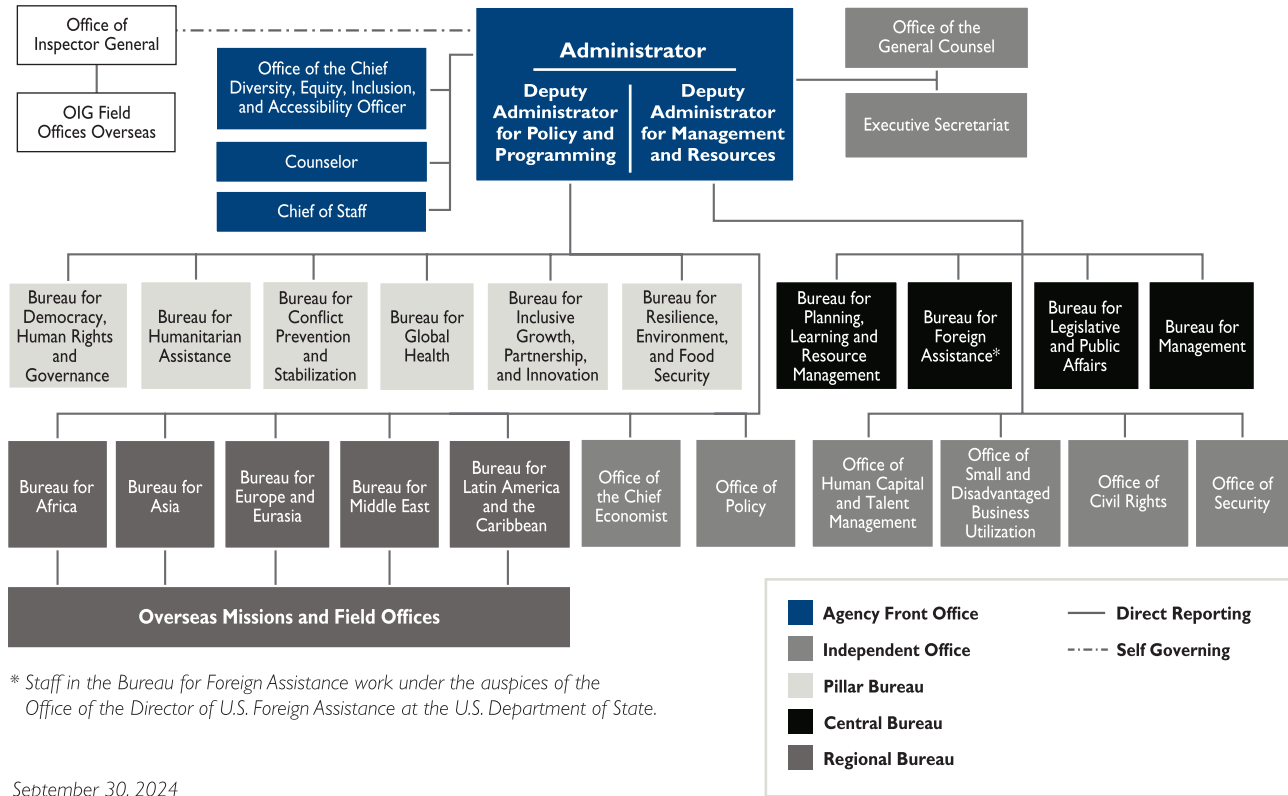 Office of
Inspector General
OIG Field
Offices Overseas
Office of the Chief
Diversity, Equity, Inclusion,
and Accessibility Officer
Counselor
Chief of Staff
Administrator
Deputy
Administrator
for Policy and
Programming
Deputy
Administrator
for Management
and Resources
Office of the
General Counsel
Executive Secretariat
Bureau for
Democracy,
Human Rights
and
Governance
Bureau for
Humanitarian
Assistance
Bureau for
Conflict
Prevention
and
Stabilization
Bureau for
Global
Health
Bureau for
Inclusive
Growth,
Partnership,
and Innovation
Bureau for
Resilience,
Environment,
and Food
Security
Bureau for
Planning,
Learning and
Resource
Management
Bureau for
Foreign
Assistance*
Bureau for
Legislative
and Public
Affairs
Bureau for
Management
Bureau for
Africa
Bureau for
Asia
Bureau for
Europe and
Eurasia
Bureau for
Middle East
Bureau for
Latin America
and the
Caribbean
Office of
the Chief
Economist
Office of
Policy
Office of
Human Capital
and Talent
Management
Office of
Small and
Disadvantaged
Business
Utilization
Office of
Civil Rights
Office of
Security
Overseas Missions and Field Offices
* Staff in the Bureau for Foreign Assistance work under the auspices of the
Office of the Director of U.S. Foreign Assistance at the U.S. Department of State.
September 30, 2024
Agency Front Office
Independent Office
Pillar Bureau
Central Bureau
Regional Bureau
Direct Reporting
Self Governing